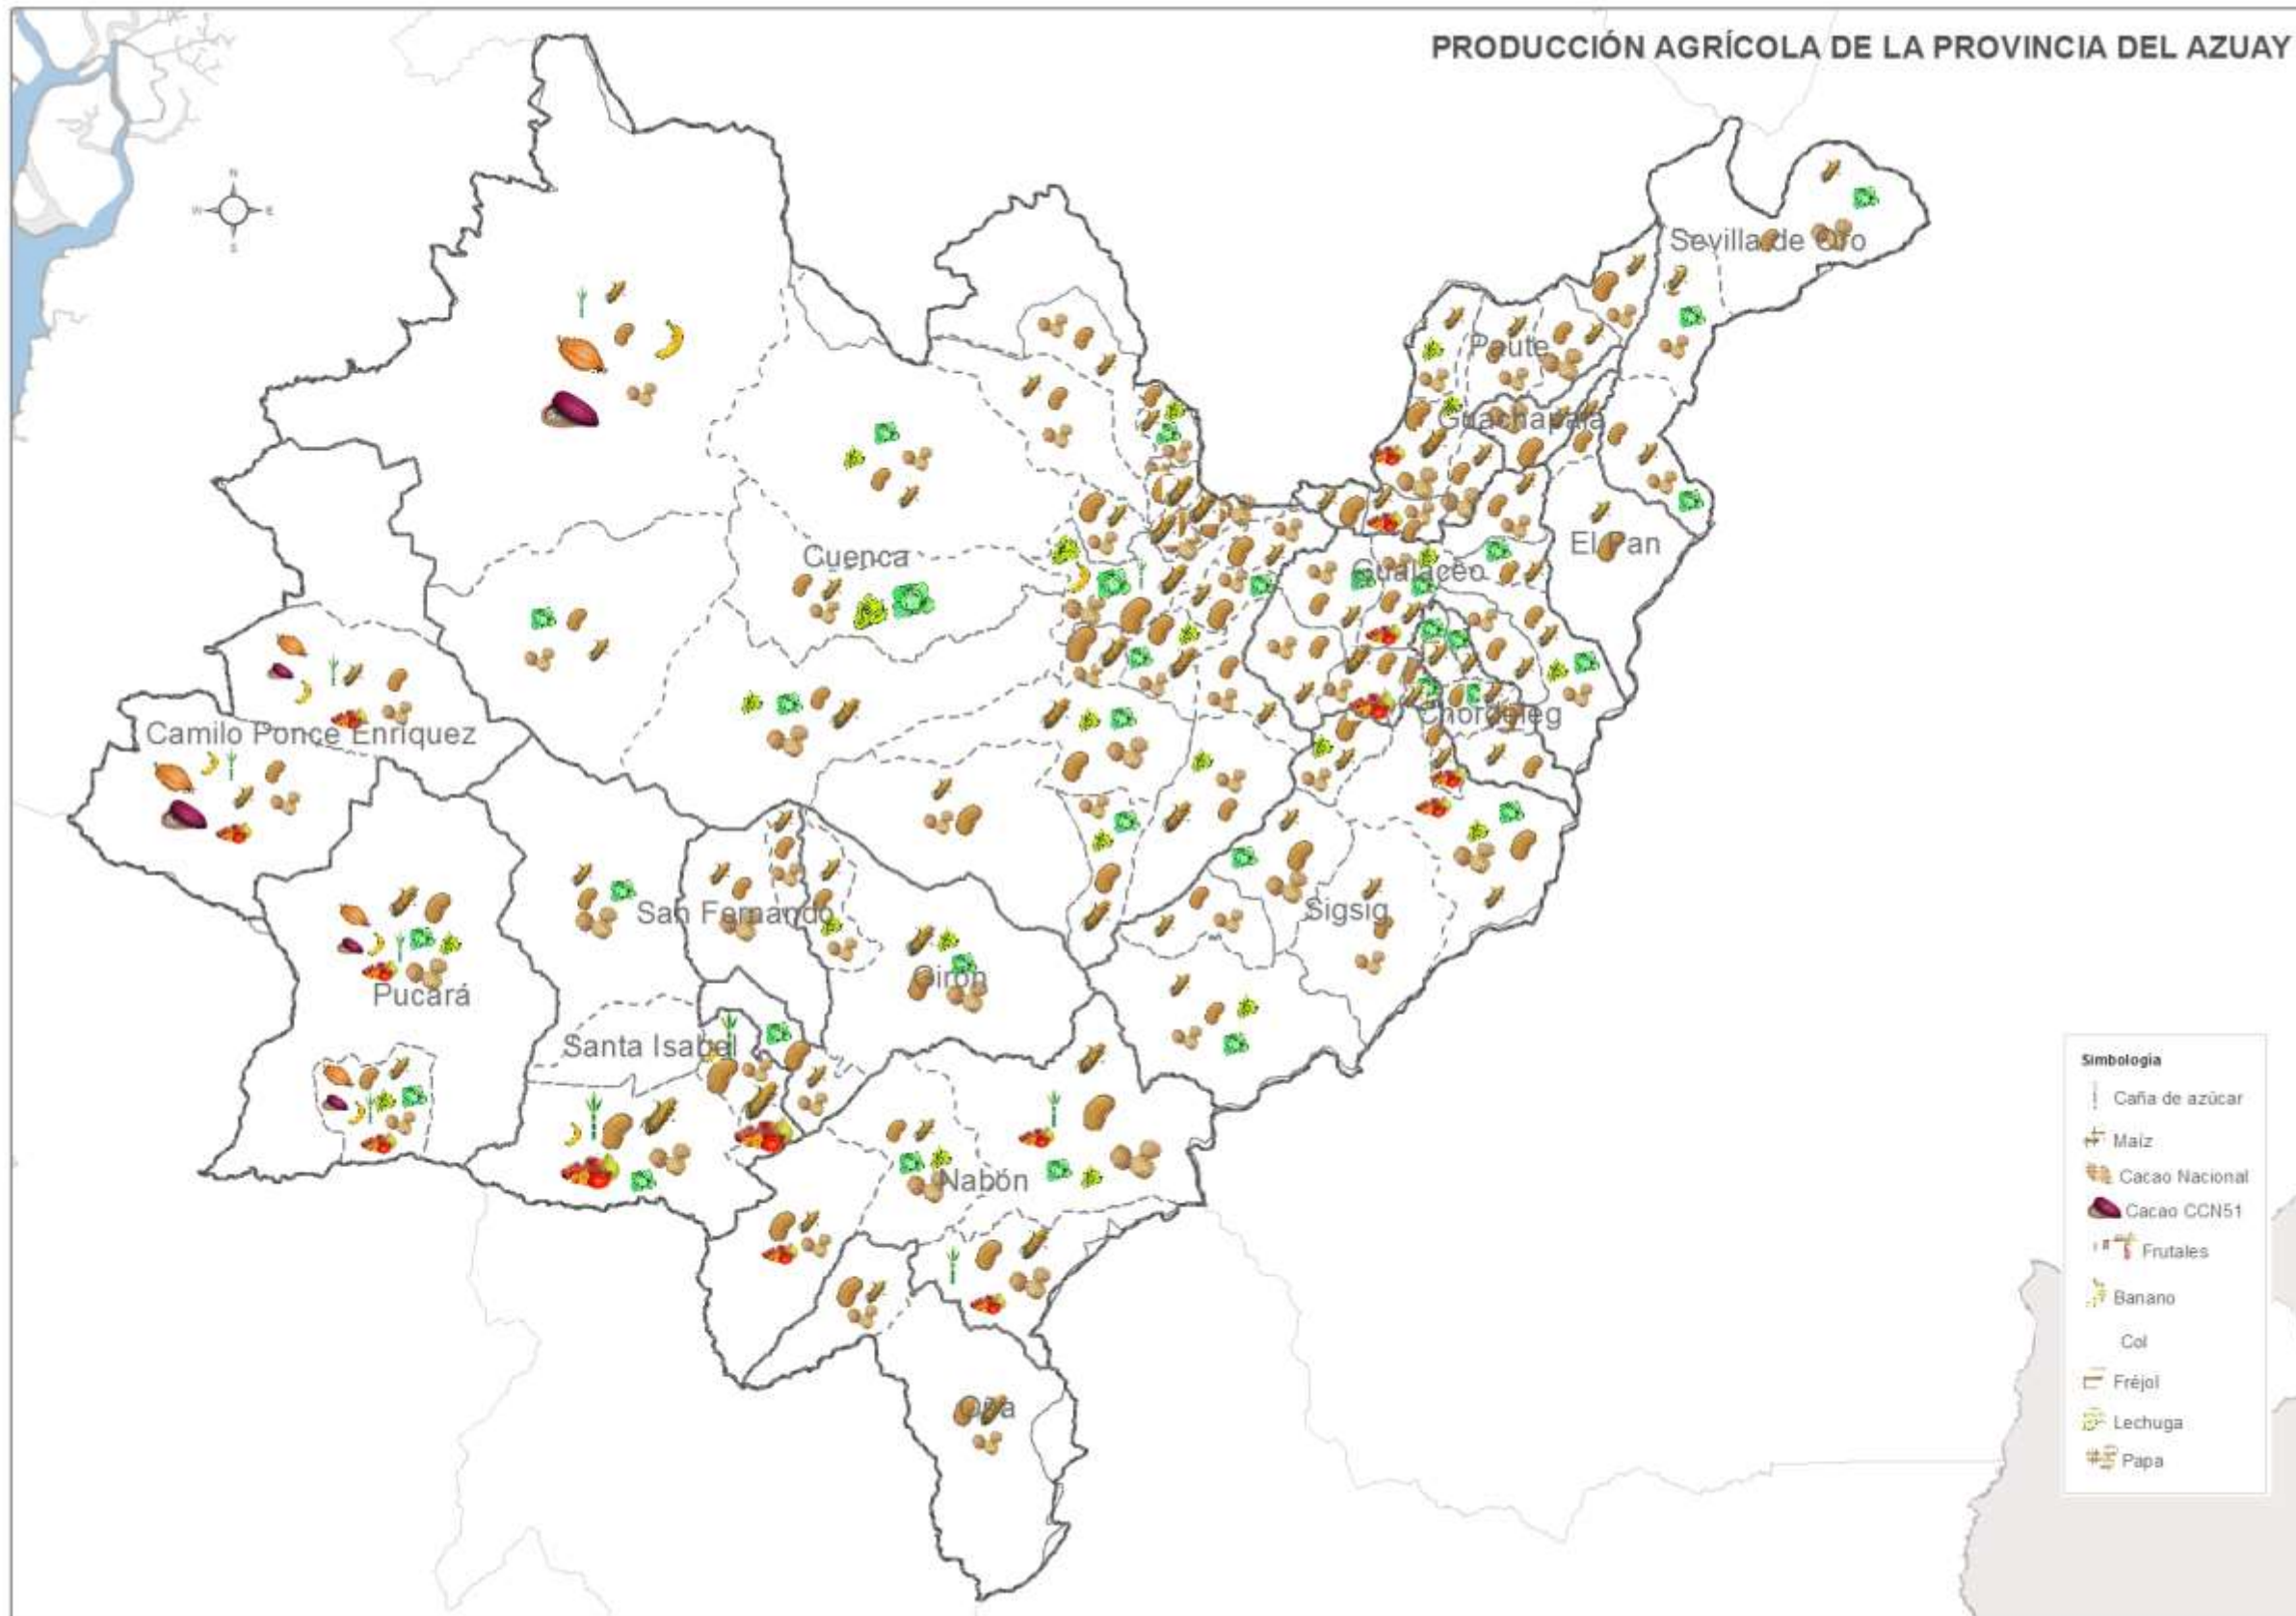 PRODUCCIÓN AGRÍCOLA DE LA PROVINCIA DEL AZUAY
N
W E
S
Sevilla de Oro
Paute
Guachapala
Cuenca
El Pan
Gualaceo
Chordeleg
Camilo Ponce Enríquez
San Fernando
Sigsig
Girón
Pucará
Santa Isabel
Nabón
Oña
Simbología
Caña de azúcar
Maíz
Cacao Nacional
Cacao CCN51
Frutales
Banano
Col
Fréjol
Lechuga
Papa